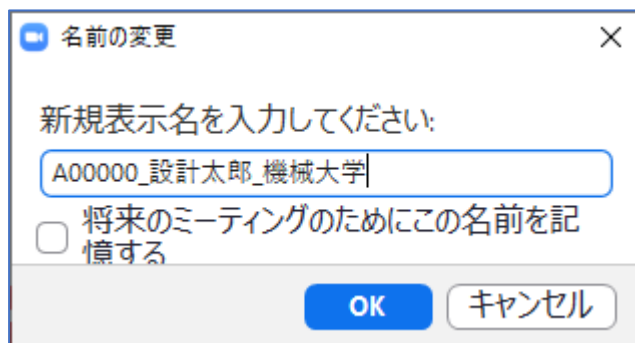 名前の変更
新規表示名を入力してください:
A00000_設計太郎_機械大学
将来のミーティングのためにこの名前を記
憶する
OK
キャンセル